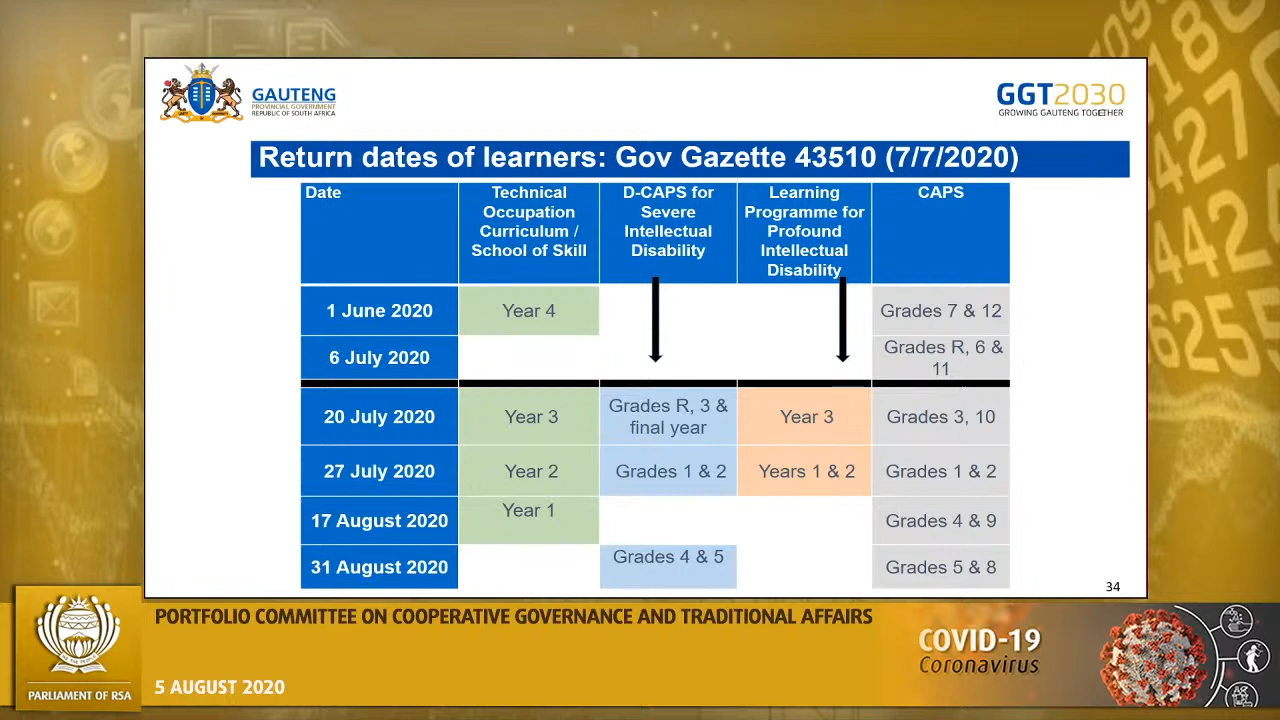 GAUTENG
PROVINCIAL GOVERNMENT
REPUBLIC OF SOUTH AFRICA
GGT2030
GROWING GAUTENG TOGETHER
Return dates of learners: Gov Gazette 43510 (7/7/2020)
Date
Technical
Occupation
Curriculum /
School of Skill
D-CAPS for
Severe
Intellectual
Disability
Learning
Programme for
Profound
Intellectual
Disability
CAPS
1 June 2020
Year 4
Grades 7 & 12
6 July 2020
Grades R, 6 &
11
20 July 2020
Year 3
Grades R, 3 &
final year
Year 3
Grades 3, 10
27 July 2020
Year 2
Grades 1 & 2
Years 1 & 2
Grades 1 & 2
17 August 2020
Year 1
Grades 4 & 9
31 August 2020
Grades 4 & 5
Grades 5 & 8
34
PORTFOLIO COMMITTEE ON COOPERATIVE GOVERNANCE AND TRADITIONAL AFFAIRS
COVID-19
Coronavirus
5 AUGUST 2020
PARLIAMENT OF RSA